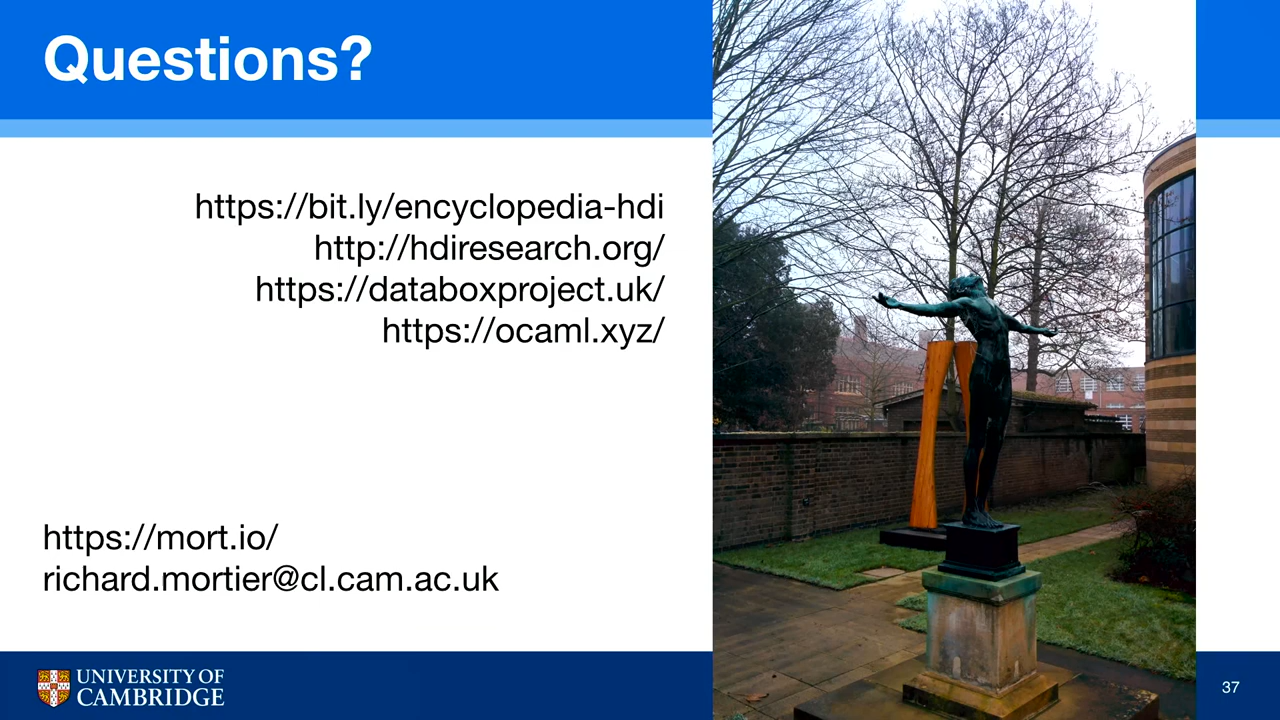 Questions?
https://bit.ly/encyclopedia-hdi
http://hdiresearch.org/
https://databoxproject.uk/
https://ocaml.xyz/
https://mort.io/
richard.mortier@cl.cam.ac.uk
UNIVERSITY OF
CAMBRIDGE
37